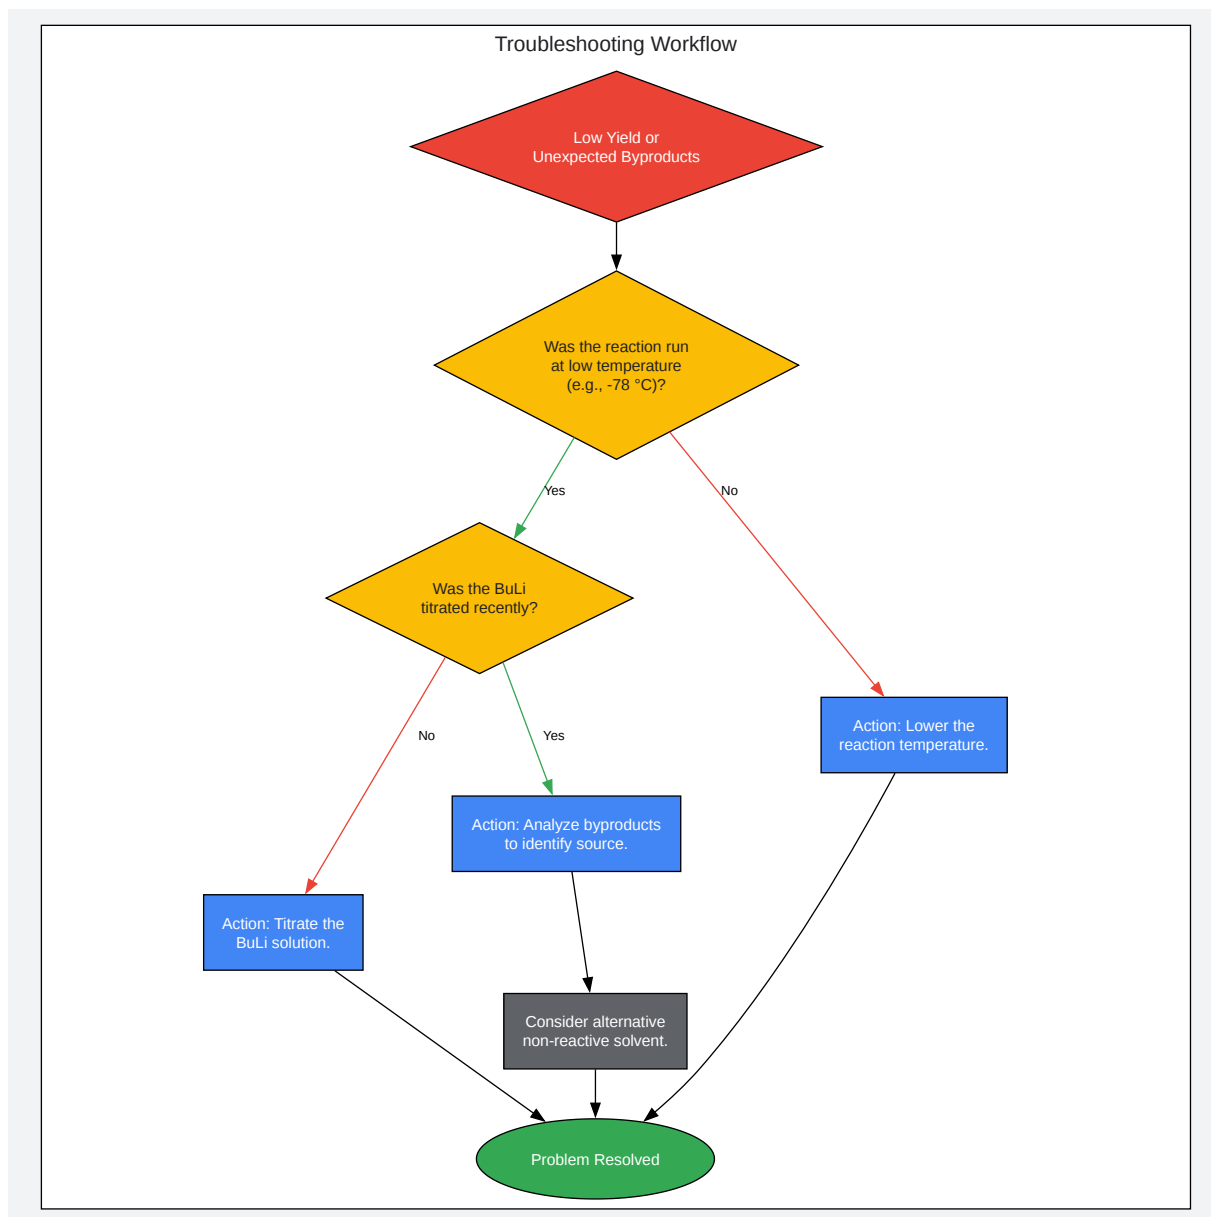 Troubleshooting Workflow
Low Yield or
Unexpected Byproducts
Was the reaction run
at low temperature
(e.g., -78 °C)?
Yes
No
Was the BuLi
titrated recently?
No
Yes
Action: Lower the
reaction temperature.
Action: Analyze byproducts
to identify source.
Action: Titrate the
BuLi solution.
Consider alternative
non-reactive solvent.
Problem Resolved